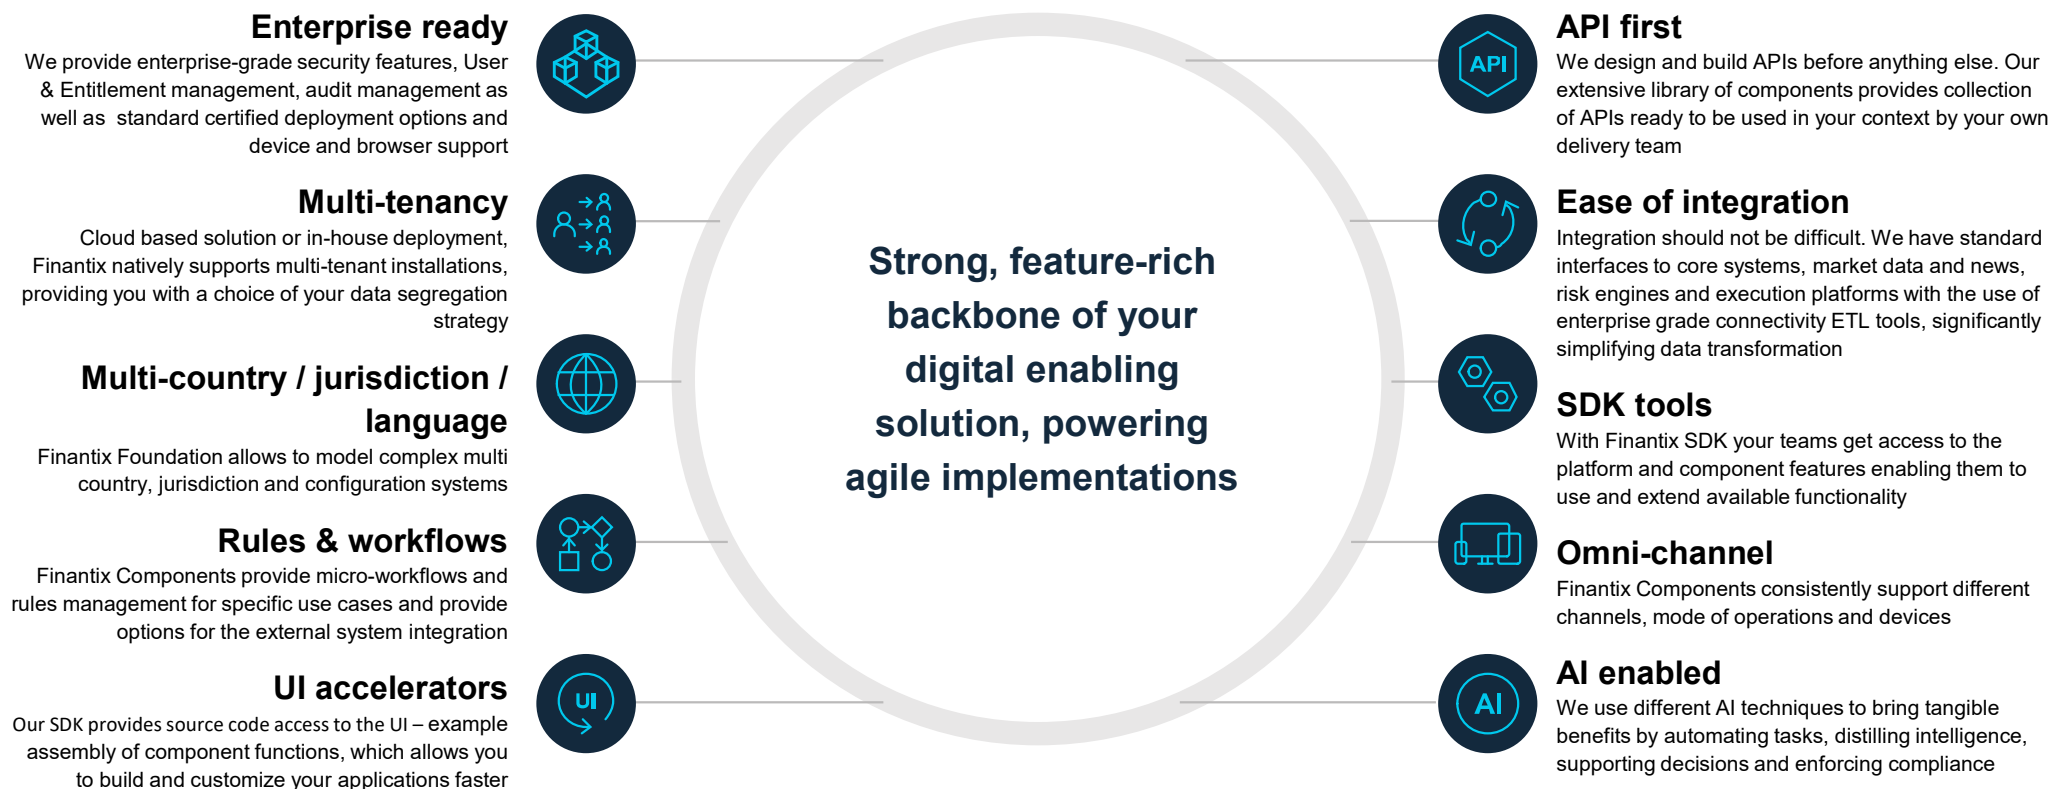 Enterprise ready
We provide enterprise-grade security features, User
& Entitlement management, audit management as
well as  standard certified deployment options and
device and browser support
Multi-tenancy
Cloud based solution or in-house deployment,
Finantix natively supports multi-tenant installations,
providing you with a choice of your data segregation
strategy
Multi-country / jurisdiction /
language
Finantix Foundation allows to model complex multi
country, jurisdiction and configuration systems
Rules & workflows
Finantix Components provide micro-workflows and
rules management for specific use cases and provide
options for the external system integration
UI accelerators
Our SDK provides source code access to the UI – example
assembly of component functions, which allows you
to build and customize your applications faster
UI
Strong, feature-rich
backbone of your
digital enabling
solution, powering
agile implementations
API
API first
We design and build APIs before anything else. Our
extensive library of components provides collection
of APIs ready to be used in your context by your own
delivery team
Ease of integration
Integration should not be difficult. We have standard
interfaces to core systems, market data and news,
risk engines and execution platforms with the use of
enterprise grade connectivity ETL tools, significantly
simplifying data transformation
SDK tools
With Finantix SDK your teams get access to the
platform and component features enabling them to
use and extend available functionality
Omni-channel
Finantix Components consistently support different
channels, mode of operations and devices
AI
AI enabled
We use different AI techniques to bring tangible
benefits by automating tasks, distilling intelligence,
supporting decisions and enforcing compliance